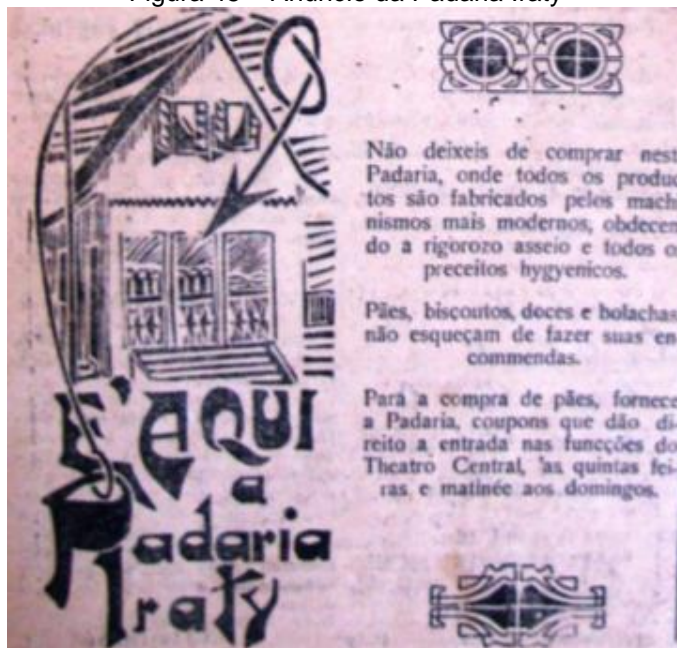 Figura 48 – Anúncio da Padaria Iraty
E'AQUI
a
Padaria
Iraty
Não deixeis de comprar nest
Padaria, onde todos os produc
tos são fabricados pelos mach
nismos mais modernos, obdecen
do a rigorozo asseio e todos o
preceitos hygyenicos.
Pães, biscoutos, doces e bolachas
não esqueçam de fazer suas en
commendas.
Para a compra de pães, fornece
a Padaria, coupons que dão di-
reito a entrada nas funcções do
Theatro Central, 'as quintas fei-
ras e matinée aos domingos.